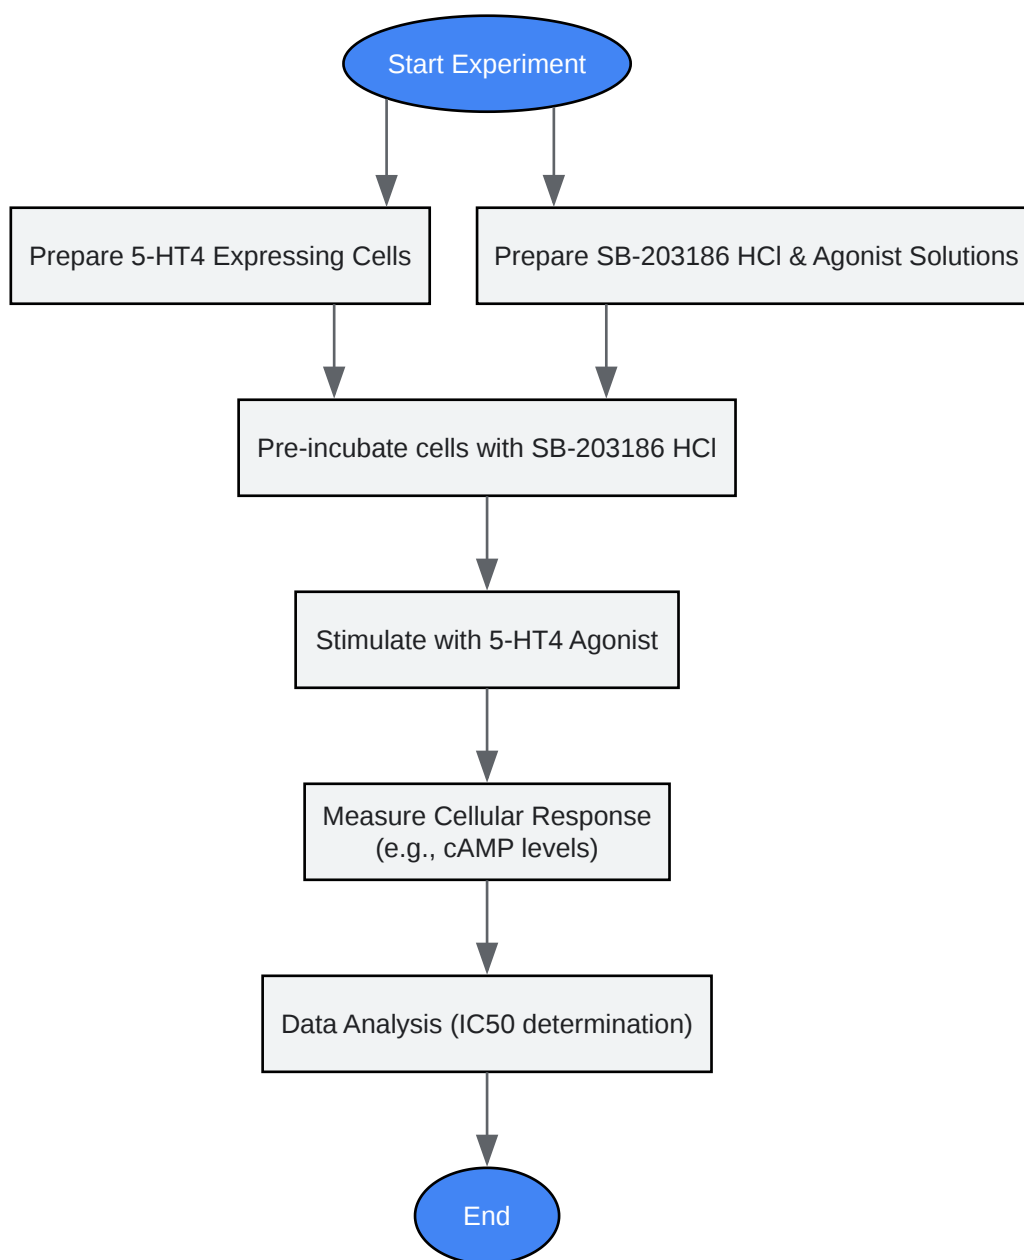 Start Experiment
Prepare 5-HT4 Expressing Cells
Prepare SB-203186 HCl & Agonist Solutions
Pre-incubate cells with SB-203186 HCl
Stimulate with 5-HT4 Agonist
Measure Cellular Response
(e.g., cAMP levels)
Data Analysis (IC50 determination)
End